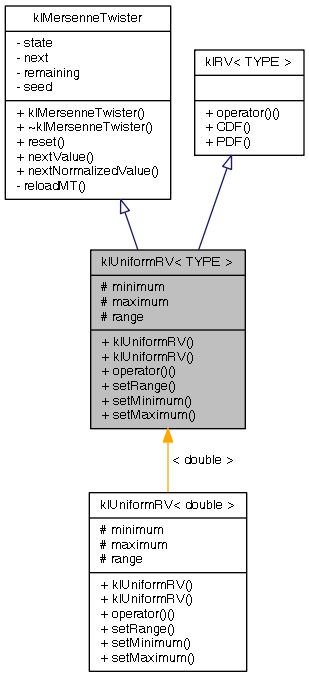 klMersenneTwister
- state
- next
- remaining
- seed
+ klMersenneTwister()
+ ~klMersenneTwister()
+ reset()
+ nextValue()
+ nextNormalizedValue()
- reloadMT()
klRV< TYPE >
+ operator()()
+ CDF()
+ PDF()
klUniformRV< TYPE >
# minimum
# maximum
# range
+ klUniformRV()
+ klUniformRV()
+ operator()()
+ setRange()
+ setMinimum()
+ setMaximum()
< double >
klUniformRV< double >
# minimum
# maximum
# range
+ klUniformRV()
+ klUniformRV()
+ operator()()
+ setRange()
+ setMinimum()
+ setMaximum()